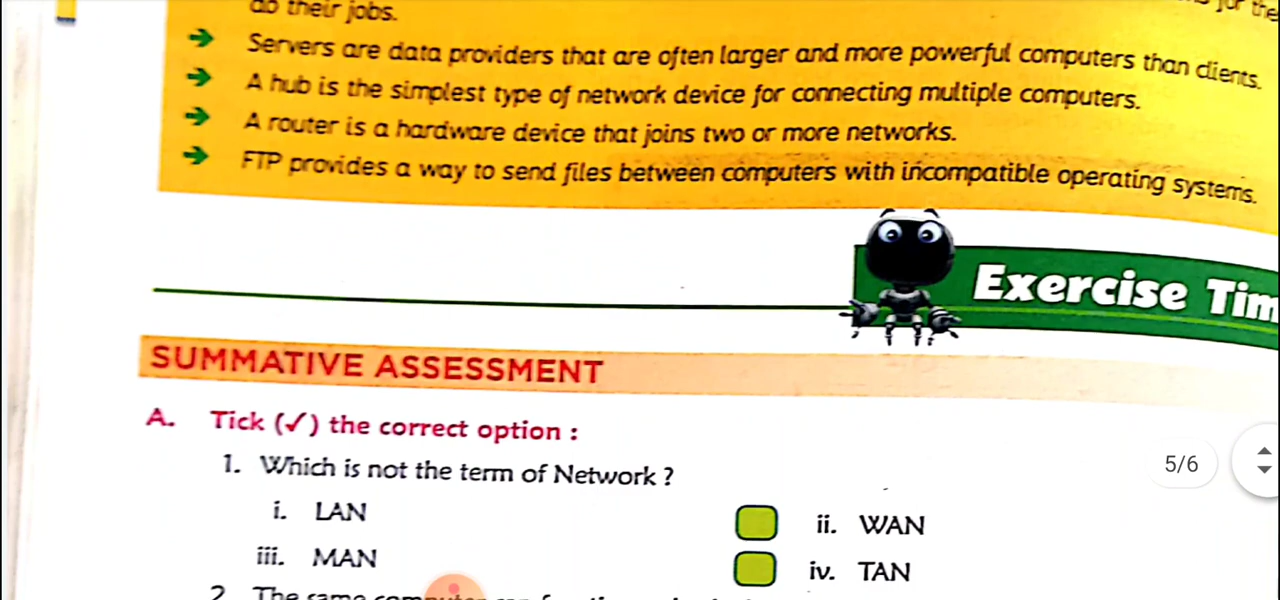 do their jobs.
Servers are data providers that are often larger and more powerful computers than clients.
A hub is the simplest type of network device for connecting multiple computers.
A router is a hardware device that joins two or more networks.
FTP provides a way to send files between computers with incompatible operating systems.
Exercise Tim
SUMMATIVE ASSESSMENT
A. Tick (✓) the correct option :
1. Which is not the term of Network ?
i. LAN ii. WAN
iii. MAN iv. TAN
5/6
2 The same